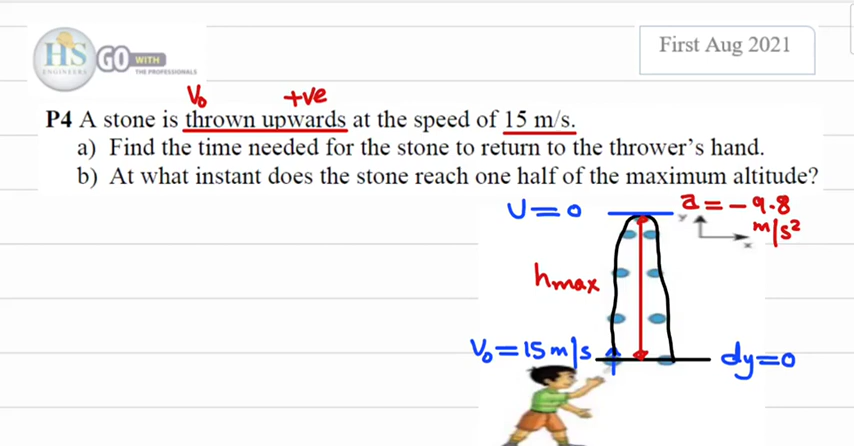 HS
ENGINEERS
GO WITH
THE PROFESSIONALS
First Aug 2021
V₀ +ve
P4 A stone is thrown upwards at the speed of 15 m/s.
a) Find the time needed for the stone to return to the thrower’s hand.
b) At what instant does the stone reach one half of the maximum altitude?
U=0
a=-9.8
m/s²
y
x
hmax
V₀=15m/s
dy=0